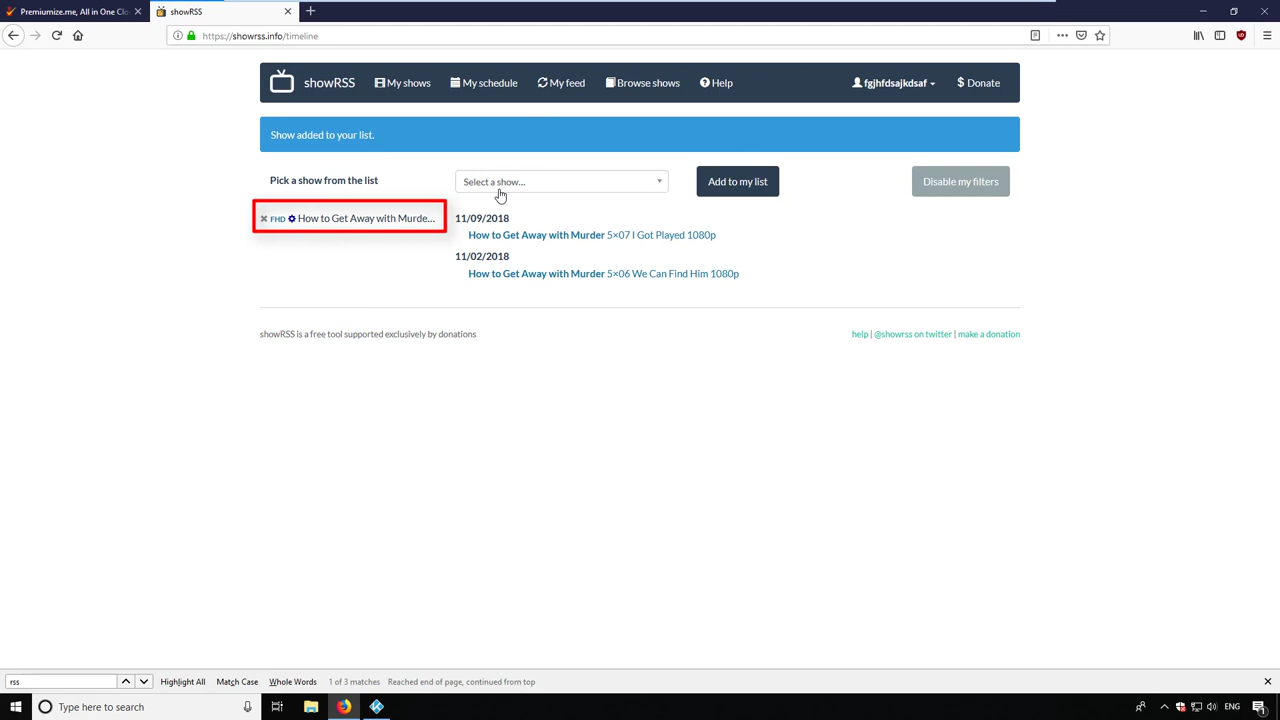 Premiumize.me, All in One Clo
showRSS
https://showrss.info/timeline
showRSS
My shows
My schedule
My feed
Browse shows
Help
fgjhfdsajkdsaf
Donate
Show added to your list.
Pick a show from the list
Select a show...
Add to my list
Disable my filters
FHD How to Get Away with Murde...
11/09/2018
How to Get Away with Murder 5×07 I Got Played 1080p
11/02/2018
How to Get Away with Murder 5×06 We Can Find Him 1080p
showRSS is a free tool supported exclusively by donations
help | @showrss on twitter | make a donation
rss
Highlight All
Match Case
Whole Words
1 of 3 matches
Reached end of page, continued from top
Type here to search
ENG